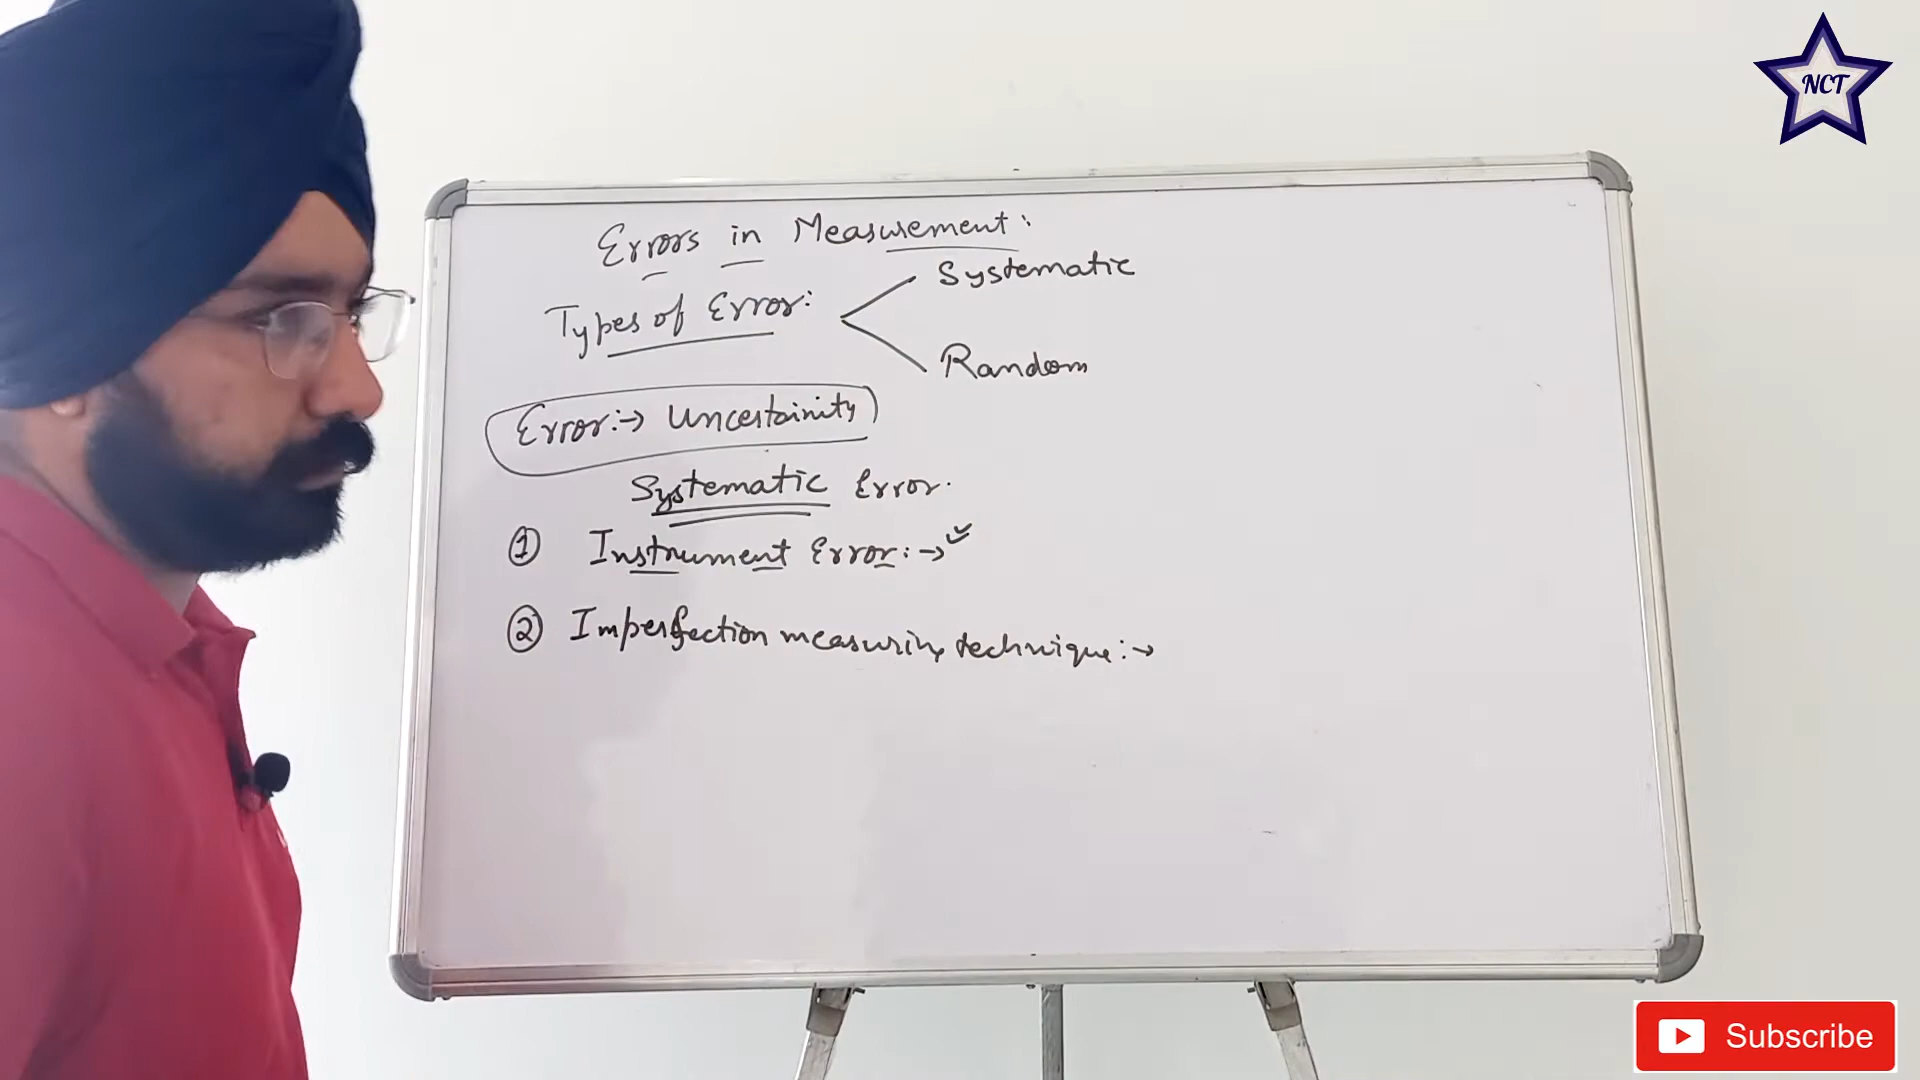 NCT
Errors in Measurement:
Systematic
Types of Error:
Random
Error:→ Uncertainity
Systematic Error.
① Instrument Error:→
② Imperfection measuring technique:→
Subscribe